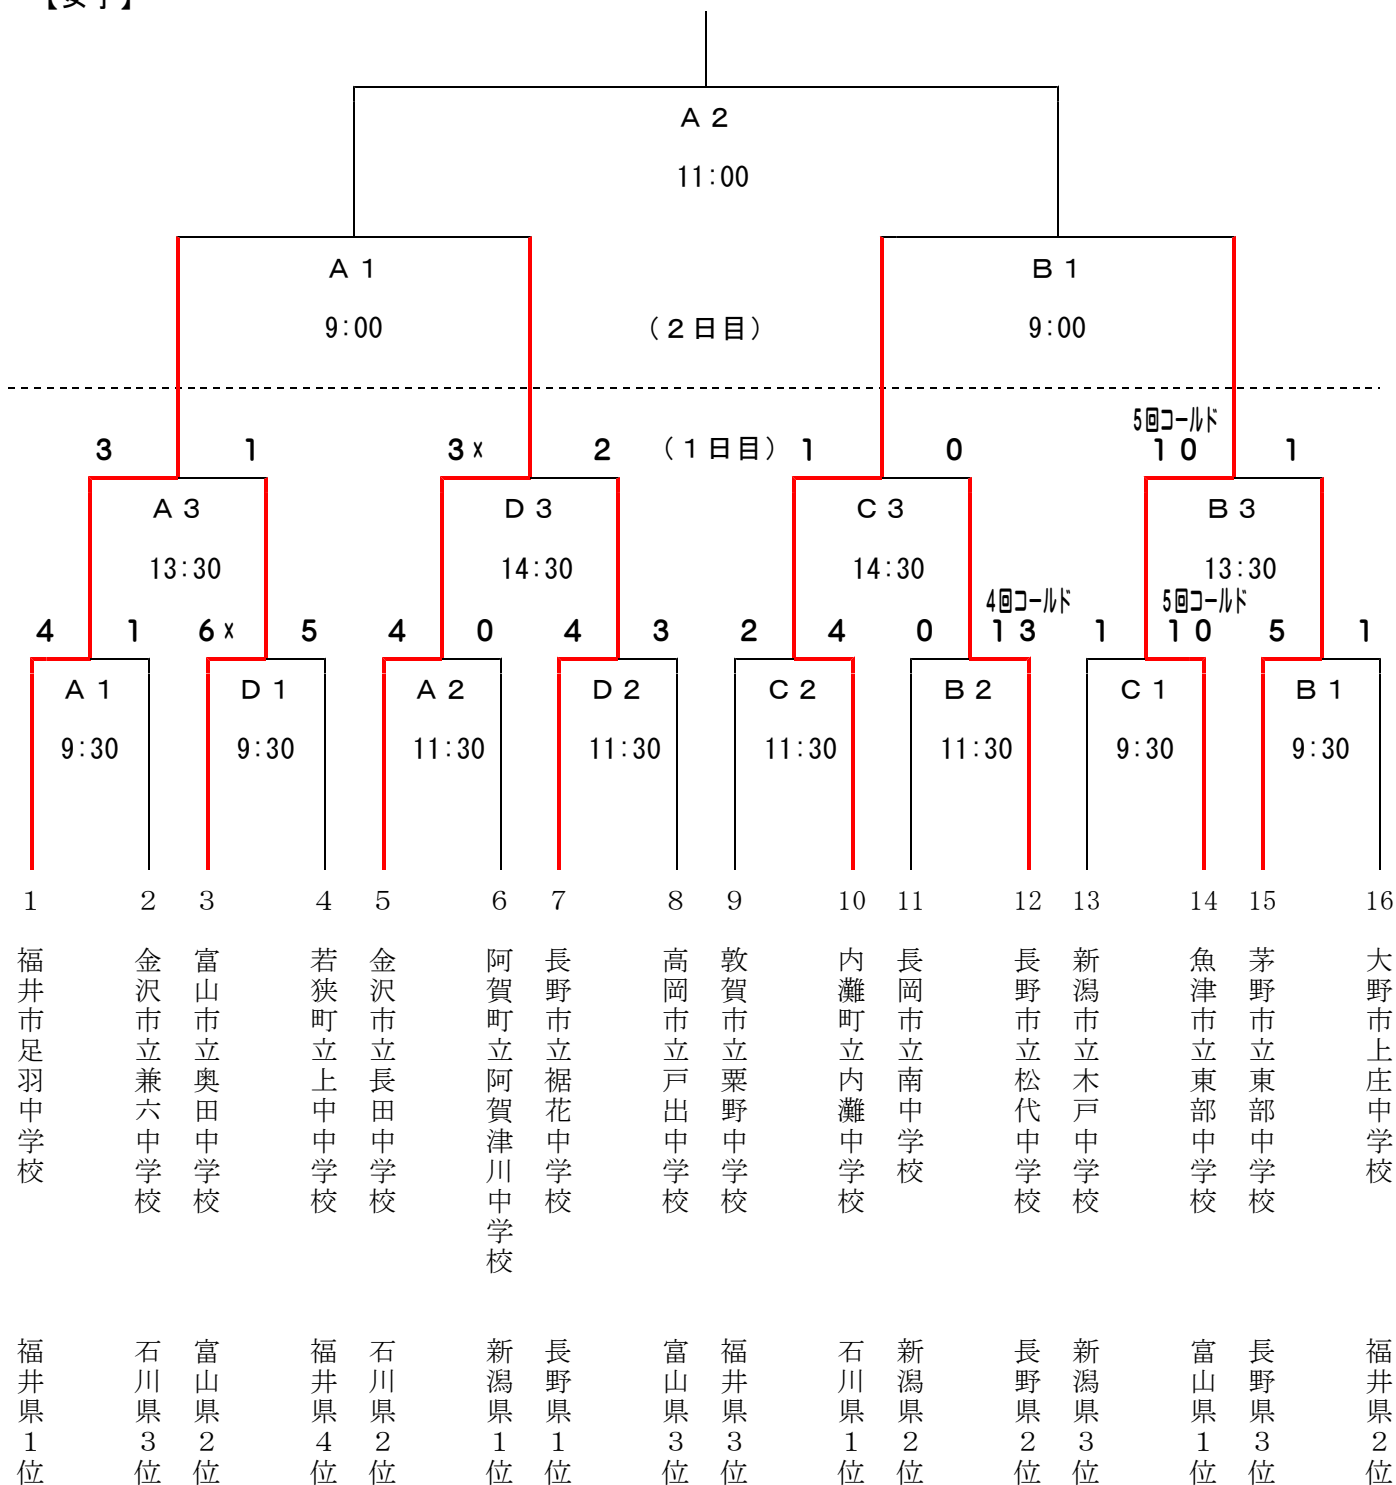 【女子】
Ａ２
11:00
Ａ１
Ｂ１
9:00
（２日目）
9:00
5回コールド
3
1
3×
2
（１日目）
1
0
10
1
Ａ３
Ｄ３
Ｃ３
Ｂ３
13:30
14:30
14:30
13:30
4回コールド
5回コールド
4
1
6×
5
4
0
4
3
2
4
0
13
1
10
5
1
Ａ１
Ｄ１
Ａ２
Ｄ２
Ｃ２
Ｂ２
Ｃ１
Ｂ１
9:30
9:30
11:30
11:30
11:30
11:30
9:30
9:30
1
2
3
4
5
6
7
8
9
10
11
12
13
14
15
16
福井市足羽中学校
金沢市立兼六中学校
富山市立奥田中学校
若狭町立上中中学校
金沢市立長田中学校
阿賀町立阿賀津川中学校
長野市立裾花中学校
高岡市立戸出中学校
敦賀市立粟野中学校
内灘町立内灘中学校
長岡市立南中学校
長野市立松代中学校
新潟市立木戸中学校
魚津市立東部中学校
茅野市立東部中学校
大野市上庄中学校
福井県１位
石川県３位
富山県２位
福井県４位
石川県２位
新潟県１位
長野県１位
富山県３位
福井県３位
石川県１位
新潟県２位
長野県２位
新潟県３位
富山県１位
長野県３位
福井県２位